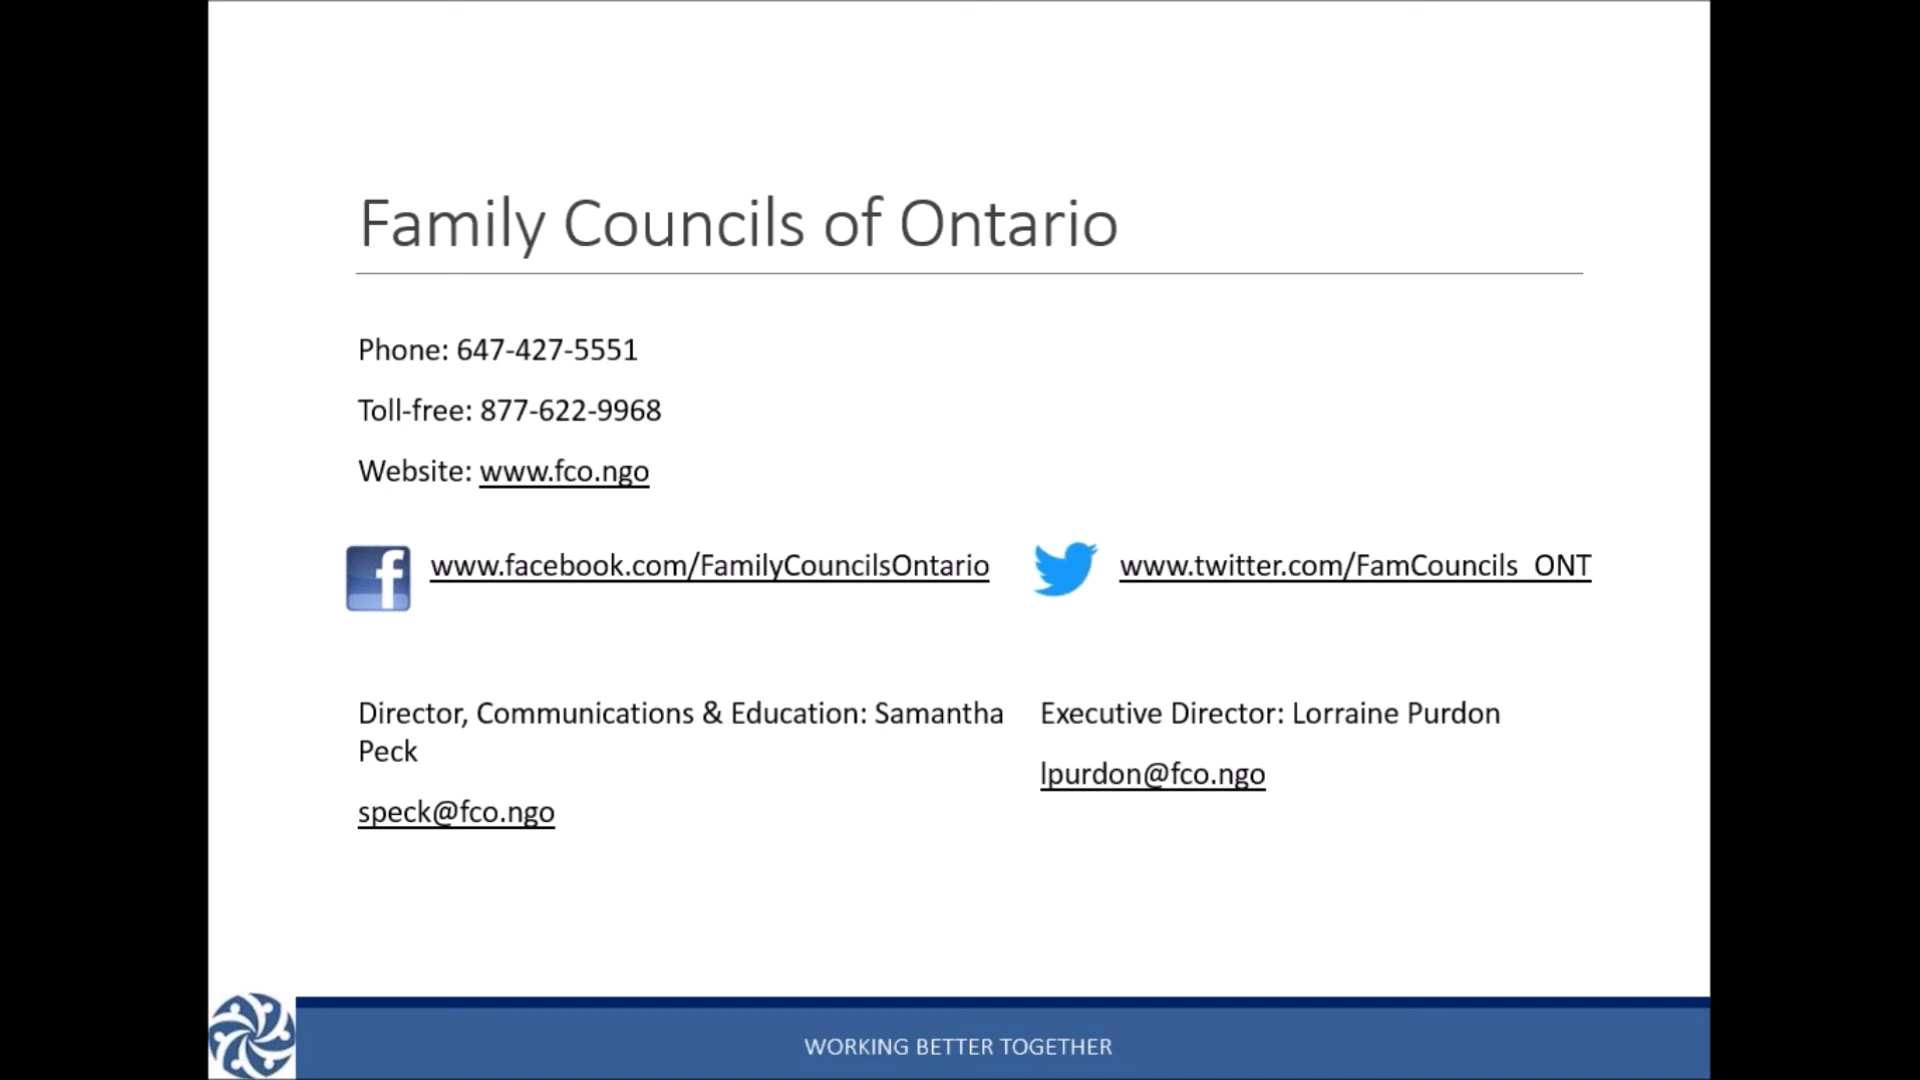 Family Councils of Ontario
Phone: 647-427-5551
Toll-free: 877-622-9968
Website: www.fco.ngo
www.facebook.com/FamilyCouncilsOntario
www.twitter.com/FamCouncils_ONT
Director, Communications & Education: Samantha
Peck
speck@fco.ngo
Executive Director: Lorraine Purdon
lpurdon@fco.ngo
WORKING BETTER TOGETHER